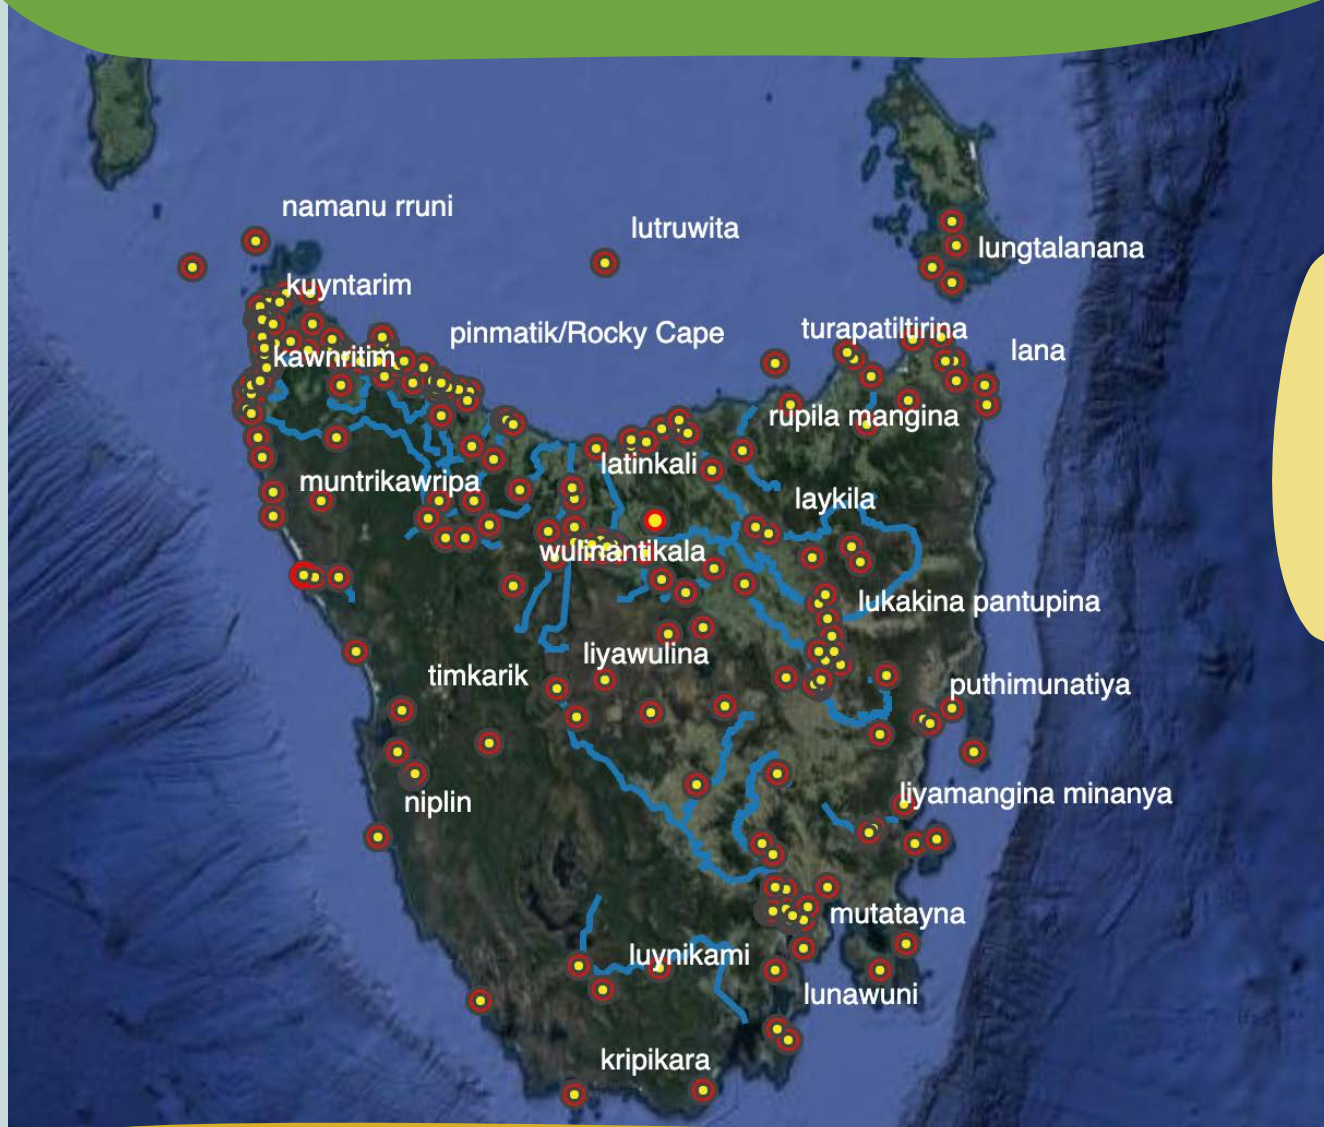 namanu rruni
lutruwita
lungtalanana
kuyntarim
pinmatik/Rocky Cape
turapatiltirina
lana
kawnritim
rupila mangina
latinkali
muntrikawripa
laykila
wulinantikala
lukakina pantupina
liyawulina
timkarik
puthimunatiya
niplin
liyamangina minanya
mutatayna
luynikami
lunawuni
kripikara